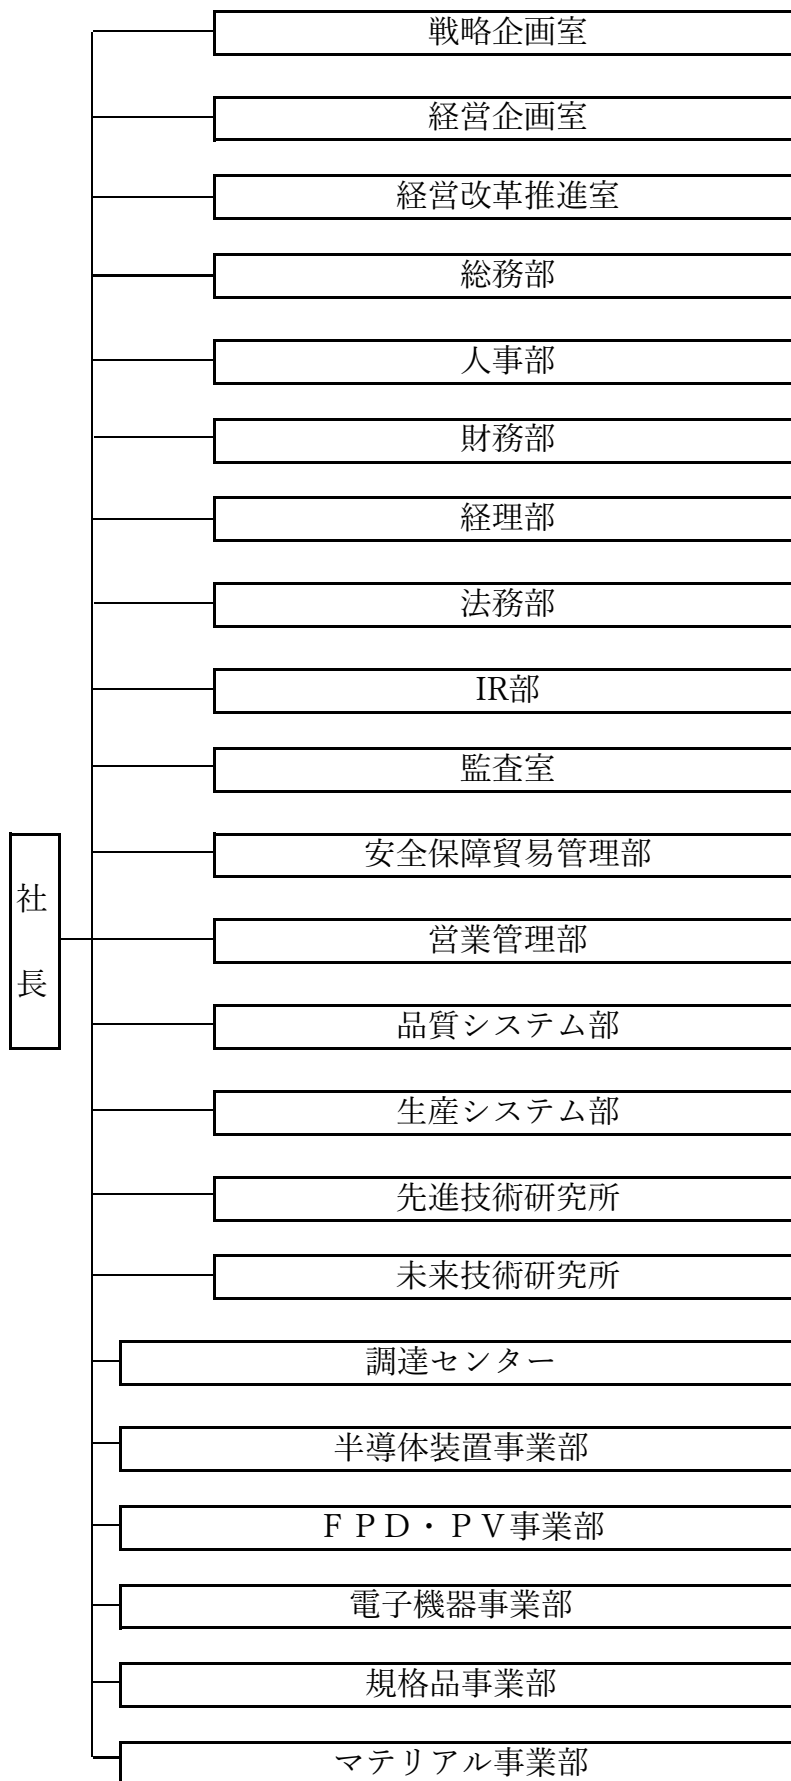 戦略企画室
経営企画室
経営改革推進室
総務部
人事部
財務部
経理部
法務部
IR部
監査室
安全保障貿易管理部
社
長
営業管理部
品質システム部
生産システム部
先進技術研究所
未来技術研究所
調達センター
半導体装置事業部
ＦＰＤ・ＰＶ事業部
電子機器事業部
規格品事業部
マテリアル事業部